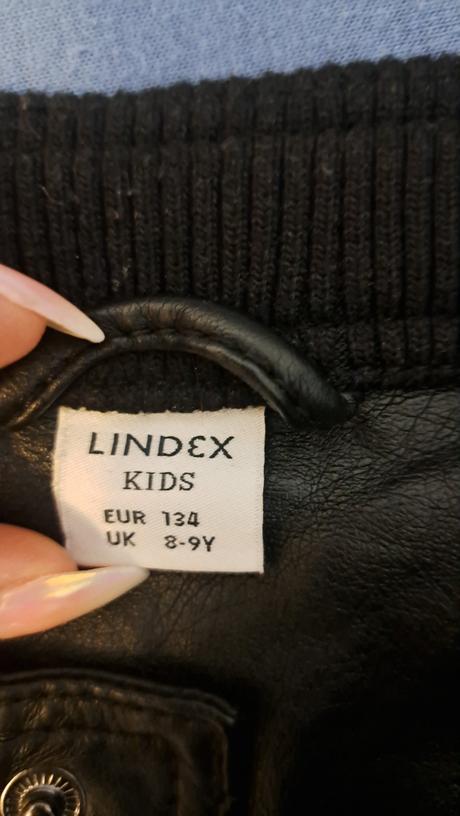 LINDEX
KIDS
EUR 134
UK 8-9Y